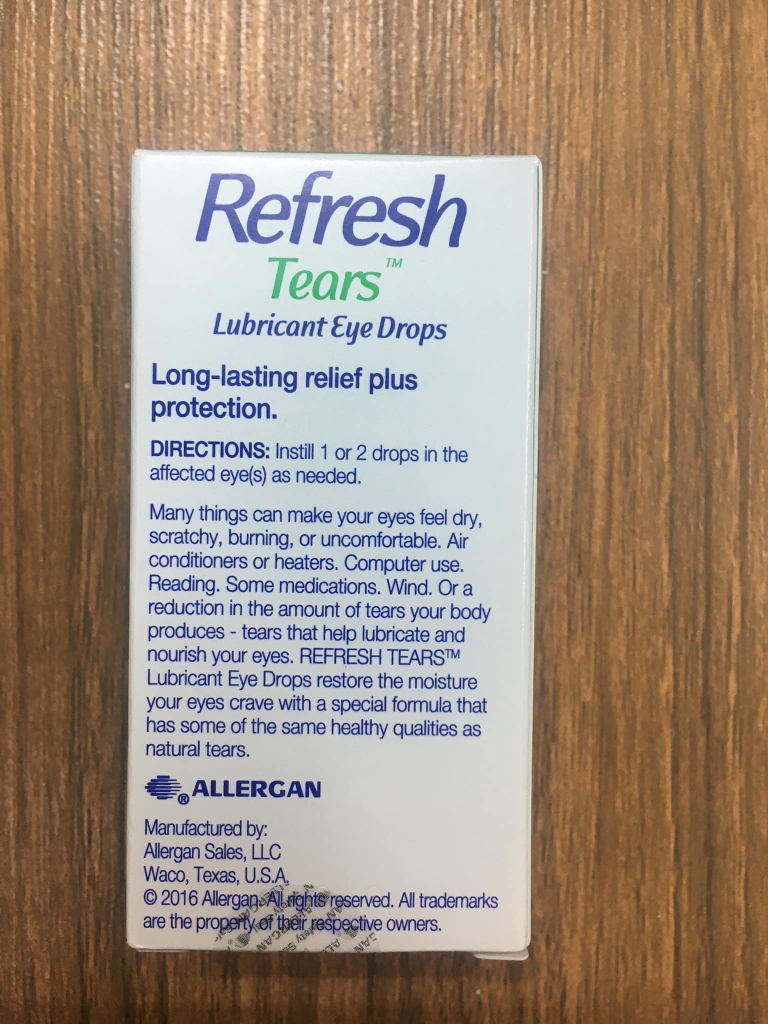 Refresh
Tears™
Lubricant Eye Drops
Long-lasting relief plus
protection.
DIRECTIONS: Instill 1 or 2 drops in the
affected eye(s) as needed.
Many things can make your eyes feel dry,
scratchy, burning, or uncomfortable. Air
conditioners or heaters. Computer use.
Reading. Some medications. Wind. Or a
reduction in the amount of tears your body
produces - tears that help lubricate and
nourish your eyes. REFRESH TEARS™
Lubricant Eye Drops restore the moisture
your eyes crave with a special formula that
has some of the same healthy qualities as
natural tears.
® ALLERGAN
Manufactured by:
Allergan Sales, LLC
Waco, Texas, U.S.A.
© 2016 Allergan. All rights reserved. All trademarks
are the property of their respective owners.